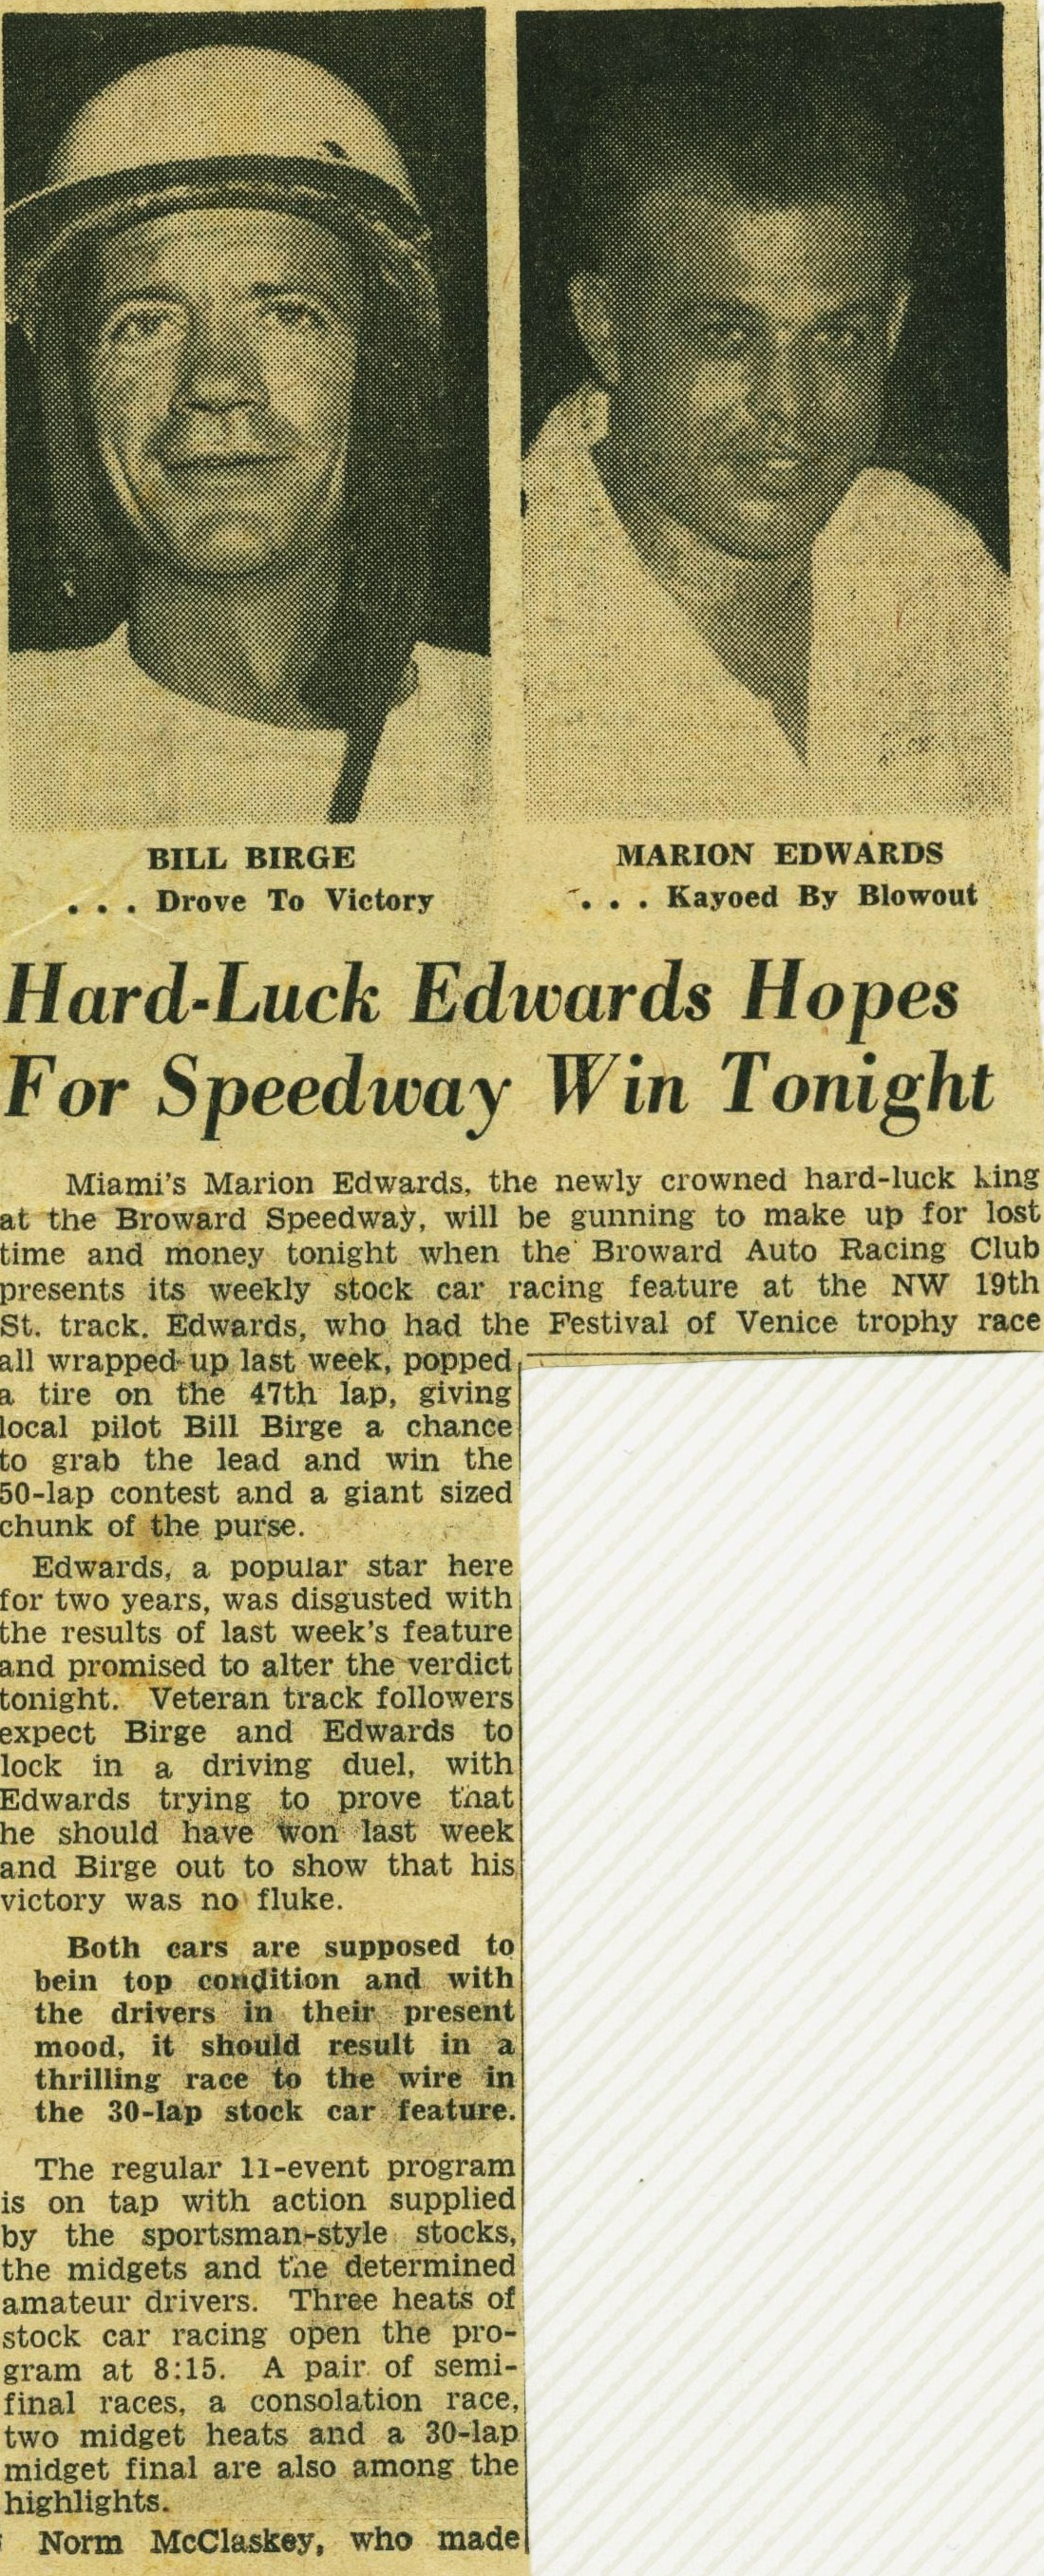 BILL BIRGE
. . . Drove To Victory
MARION EDWARDS
. . . Kayoed By Blowout
Hard-Luck Edwards Hopes
For Speedway Win Tonight
Miami's Marion Edwards, the newly crowned hard-luck king
at the Broward Speedway, will be gunning to make up for lost
time and money tonight when the Broward Auto Racing Club
presents its weekly stock car racing feature at the NW 19th
St. track. Edwards, who had the Festival of Venice trophy race
all wrapped up last week, popped
a tire on the 47th lap, giving
local pilot Bill Birge a chance
to grab the lead and win the
50-lap contest and a giant sized
chunk of the purse.
Edwards, a popular star here
for two years, was disgusted with
the results of last week's feature
and promised to alter the verdict
tonight. Veteran track followers
expect Birge and Edwards to
lock in a driving duel, with
Edwards trying to prove that
he should have won last week
and Birge out to show that his
victory was no fluke.
Both cars are supposed to
bein top condition and with
the drivers in their present
mood, it should result in a
thrilling race to the wire in
the 30-lap stock car feature.
The regular 11-event program
is on tap with action supplied
by the sportsman-style stocks,
the midgets and the determined
amateur drivers. Three heats of
stock car racing open the pro-
gram at 8:15. A pair of semi-
final races, a consolation race,
two midget heats and a 30-lap
midget final are also among the
highlights.
Norm McClaskey, who made